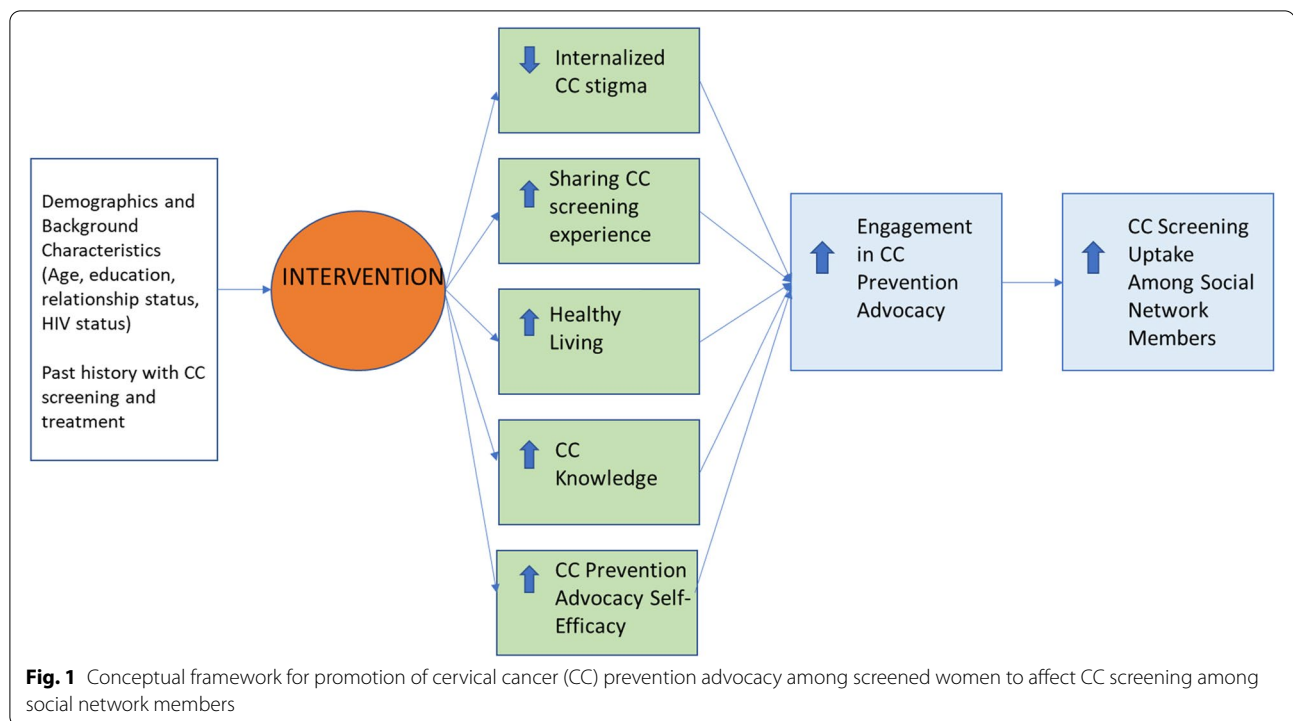 Demographics and
Background
Characteristics
(Age, education,
relationship status,
HIV status)
Past history with CC
screening and
treatment
INTERVENTION
Internalized
CC stigma
Sharing CC
screening
experience
Healthy
Living
CC
Knowledge
CC Prevention
Advocacy Self-
Efficacy
Engagement
in CC
Prevention
Advocacy
CC Screening
Uptake
Among Social
Network
Members
Fig. 1 Conceptual framework for promotion of cervical cancer (CC) prevention advocacy among screened women to affect CC screening among
social network members